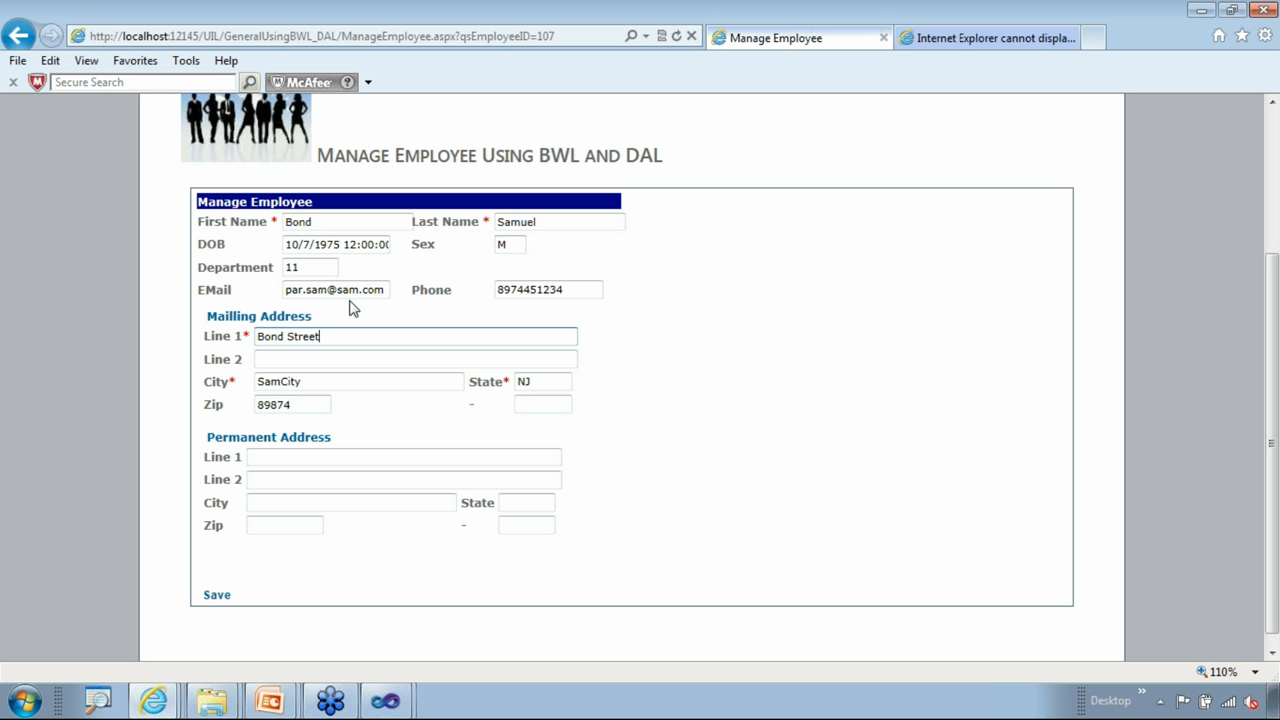 http://localhost:12145/UIL/GeneralUsingBWL_DAL/ManageEmployee.aspx?qsEmployeeID=107
Manage Employee
Internet Explorer cannot displa...
File Edit View Favorites Tools Help
Secure Search
McAfee
MANAGE EMPLOYEE USING BWL AND DAL
Manage Employee
First Name * Bond Last Name * Samuel
DOB 10/7/1975 12:00:00 Sex M
Department 11
EMail par.sam@sam.com Phone 8974451234
Mailling Address
Line 1* Bond Street
Line 2
City* SamCity State* NJ
Zip 89874 -
Permanent Address
Line 1
Line 2
City State
Zip -
Save
110%
Desktop